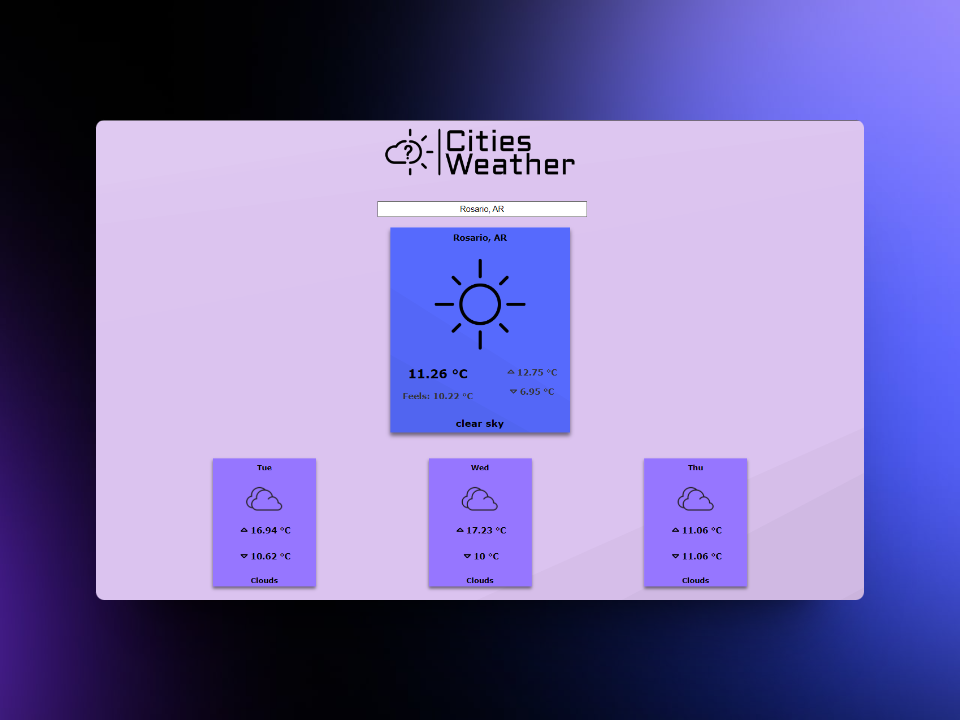 ?
Cities
Weather
Rosario, AR
Rosario, AR
11.26 °C
12.75 °C
Feels: 10.22 °C
6.95 °C
clear sky
Tue
16.94 °C
10.62 °C
Clouds
Wed
17.23 °C
10 °C
Clouds
Thu
11.06 °C
11.06 °C
Clouds